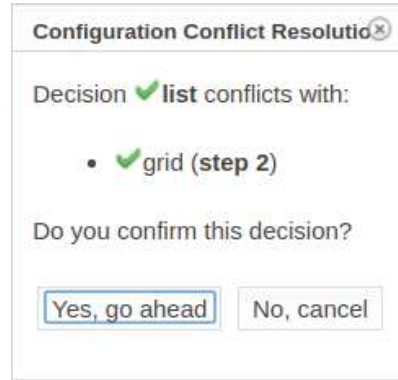 Configuration Conflict Resolutio
Decision list conflicts with:
• grid (step 2)
Do you confirm this decision?
Yes, go ahead No, cancel